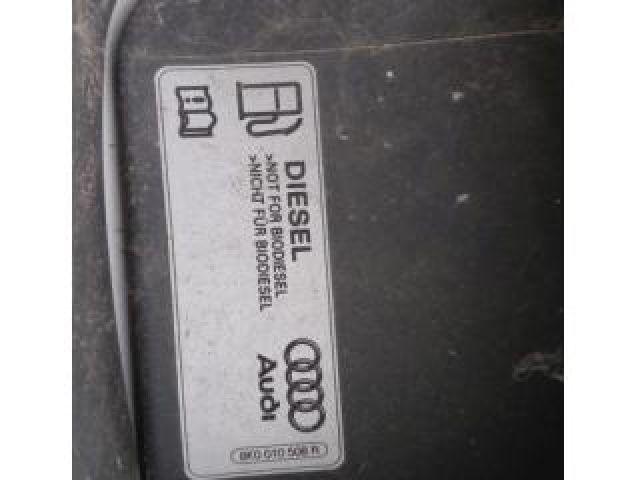 DIESEL
>NOT FOR BIODIESEL
>NICHT FÜR BIODIESEL
Audi
8K0 010 508 R